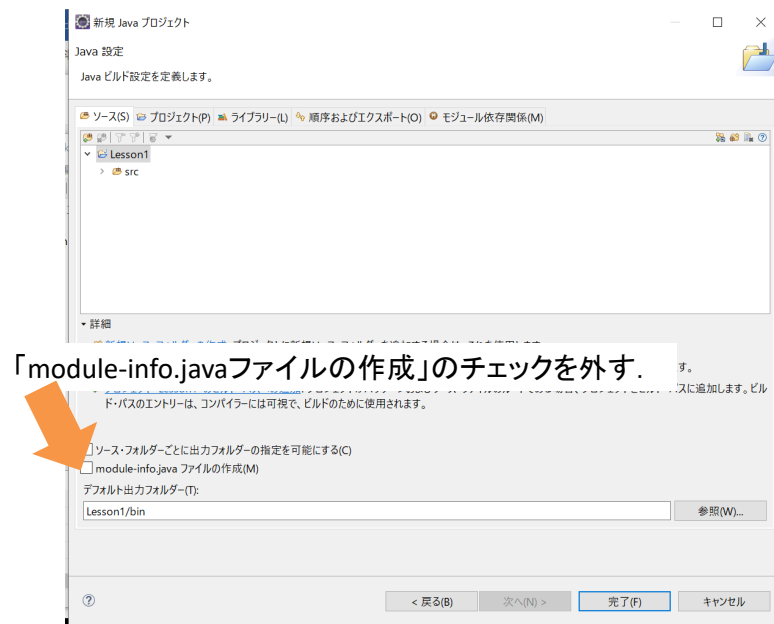 新規 Java プロジェクト
Java 設定
Java ビルド設定を定義します。
ソース(S) プロジェクト(P) ライブラリー(L) 順序およびエクスポート(O) モジュール依存関係(M)
Lesson1
src
詳細
「module-info.javaファイルの作成」のチェックを外す.
す。
スに追加します。ビル
ド・パスのエントリーは、コンパイラーには可視で、ビルドのために使用されます。
ソース・フォルダーごとに出力フォルダーの指定を可能にする(C)
module-info.java ファイルの作成(M)
デフォルト出力フォルダー(T):
Lesson1/bin
参照(W)...
< 戻る(B) 次へ(N) > 完了(F) キャンセル